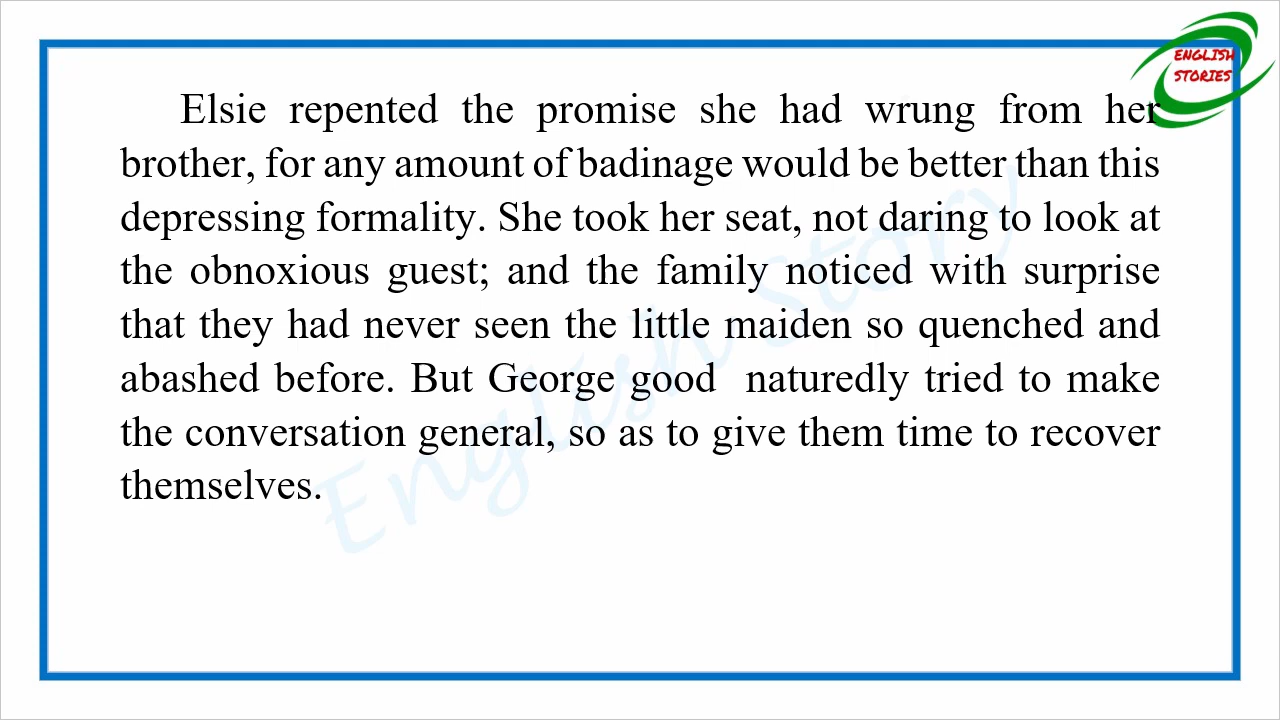 ENGLISH
STORIES
Elsie repented the promise she had wrung from her
brother, for any amount of badinage would be better than this
depressing formality. She took her seat, not daring to look at
the obnoxious guest; and the family noticed with surprise
that they had never seen the little maiden so quenched and
abashed before. But George good  naturedly tried to make
the conversation general, so as to give them time to recover
themselves.
English Story